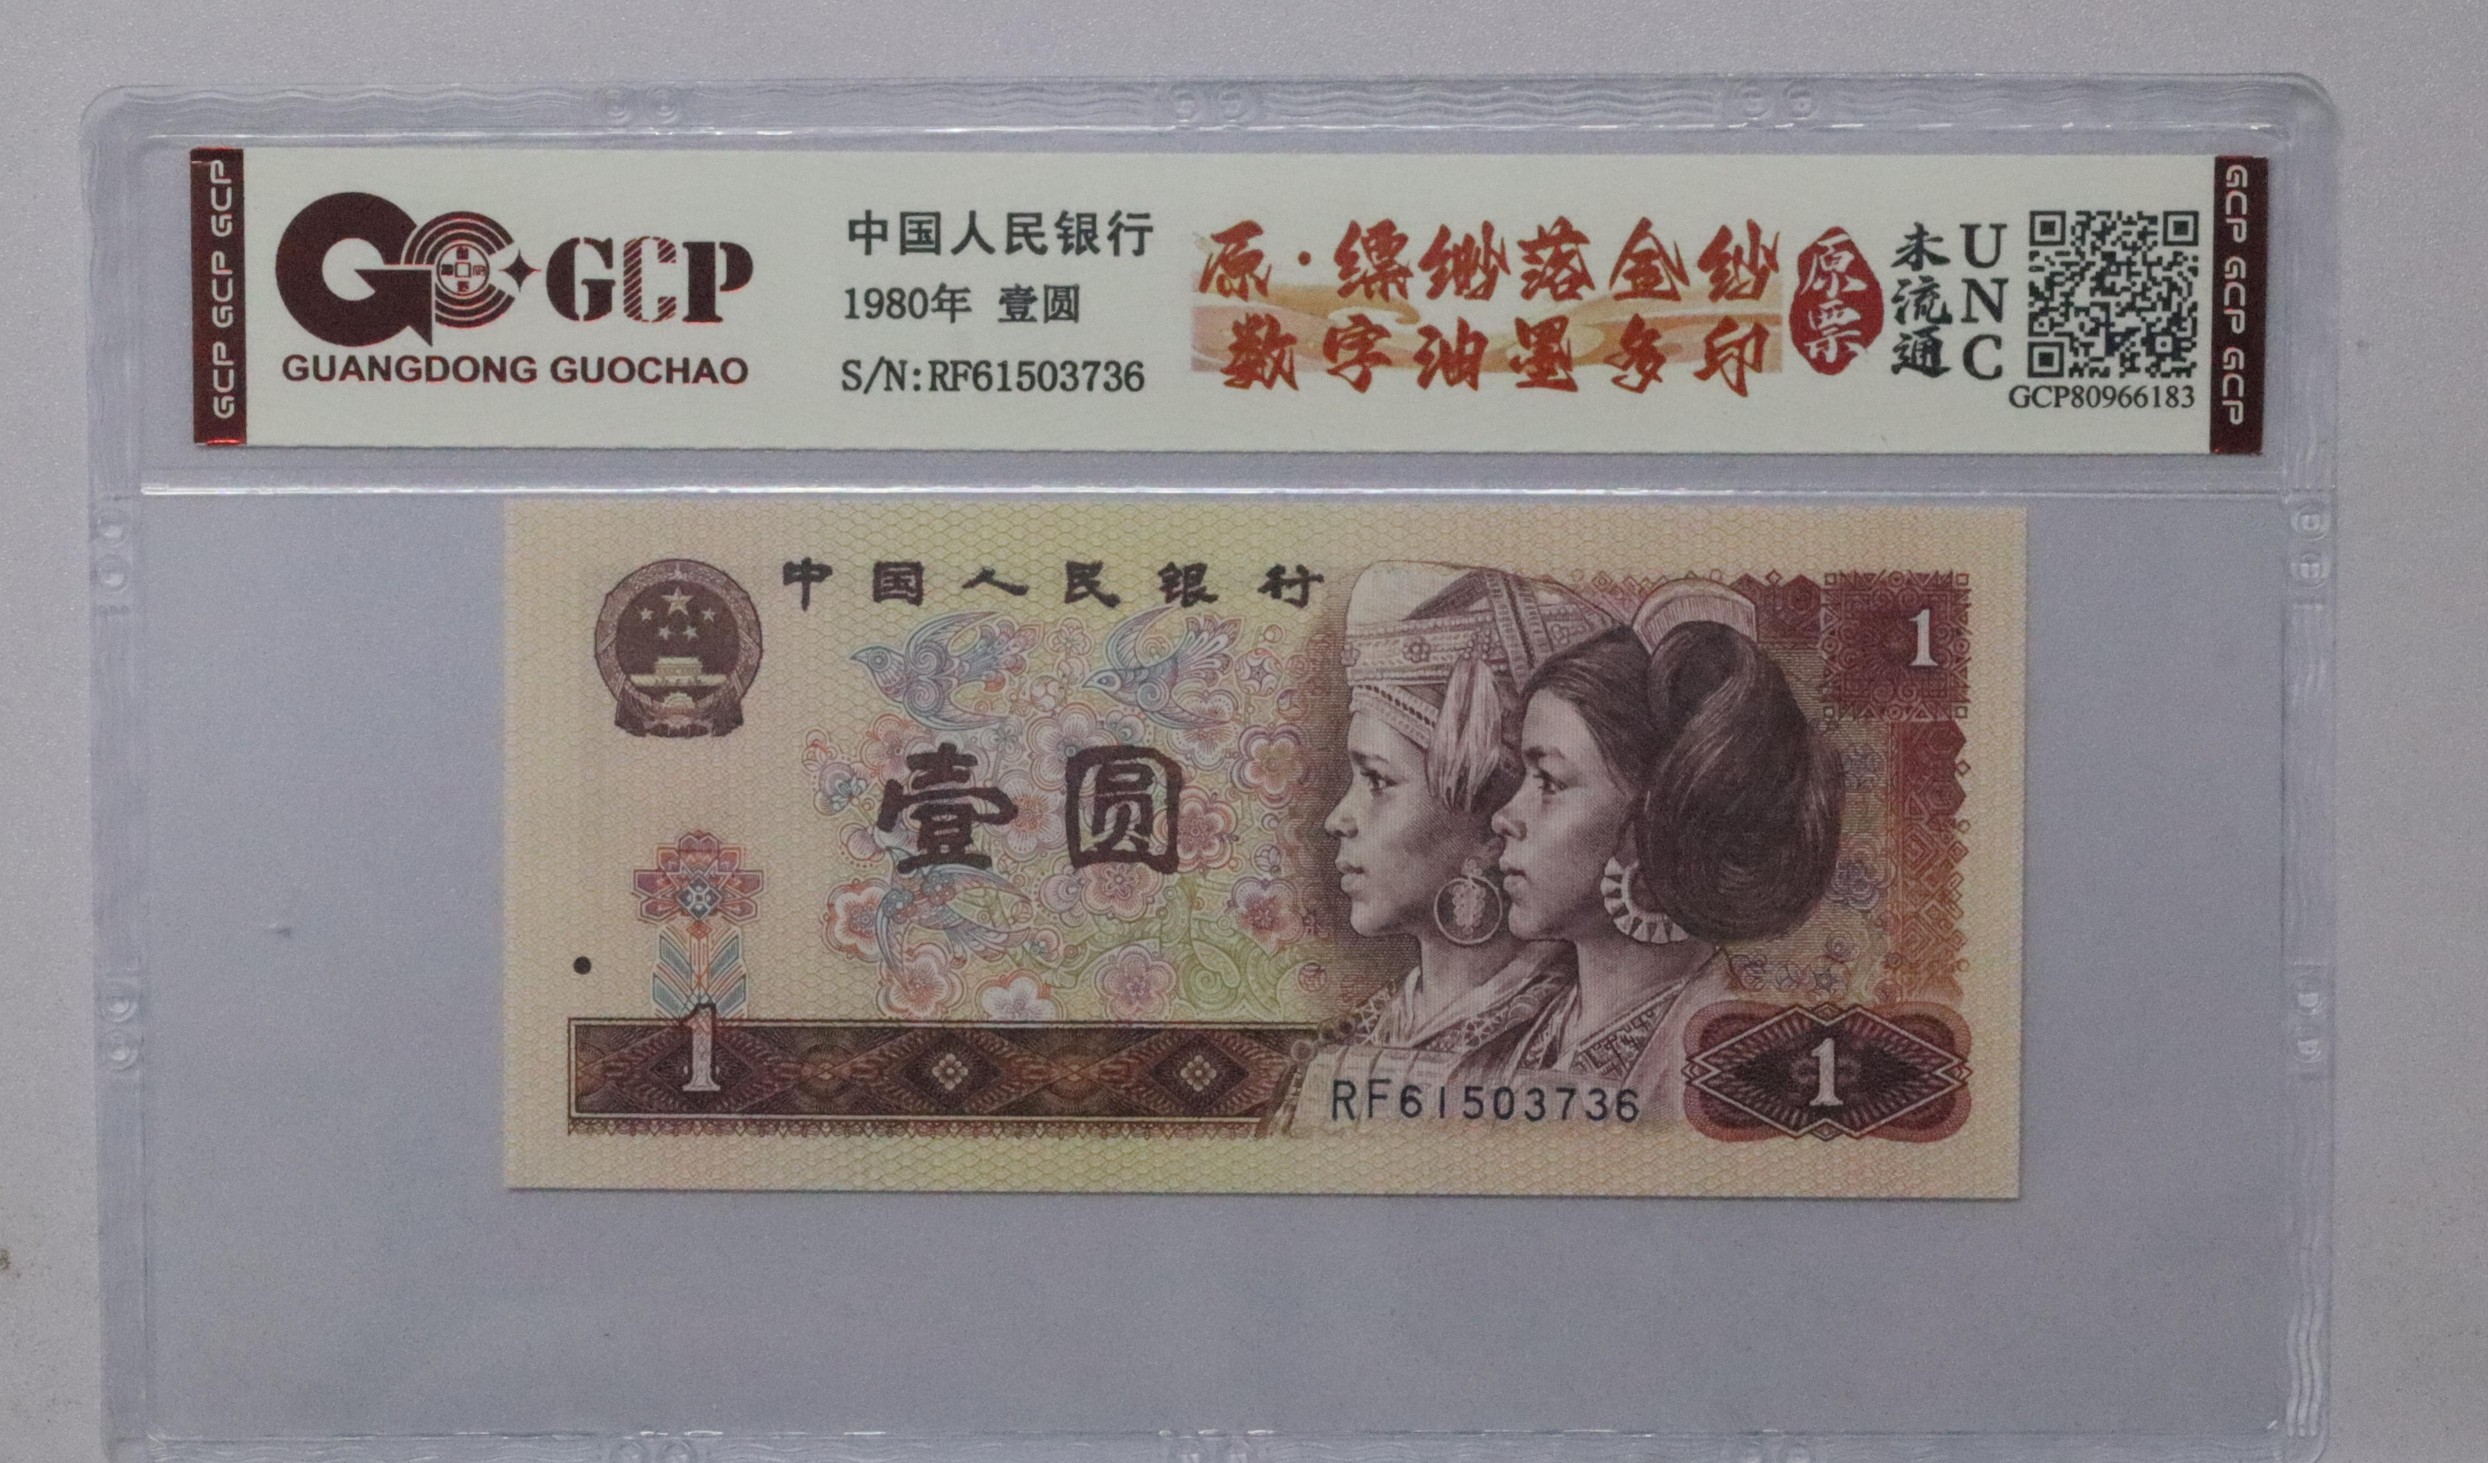 GCP GCP GCP
GCP
GUANGDONG GUOCHAO
中国人民银行
1980年 壹圆
S/N:RF61503736
原·缥缈落金纱
数字油墨多印
原票
未流通
UNC
GCP80966183
GCP GCP GCP
中国人民银行
1
壹圆
1
RF61503736
1